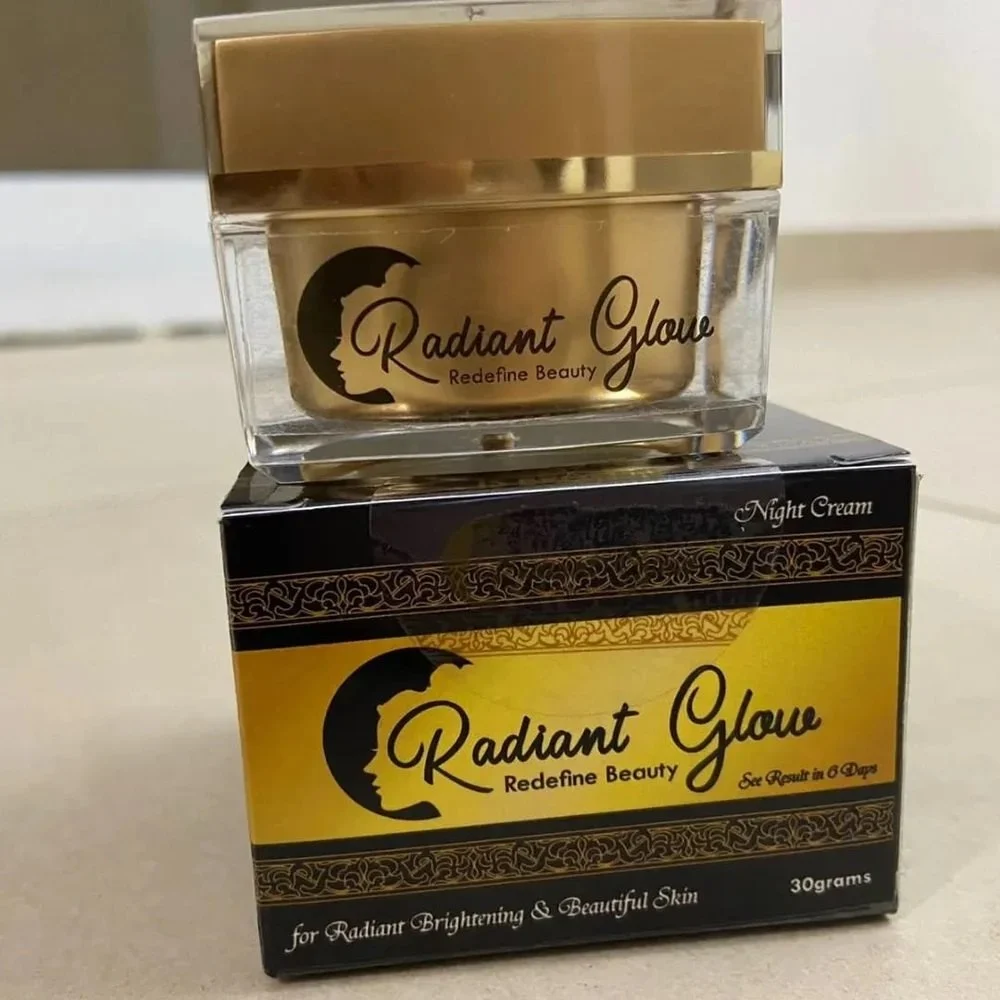 Radiant Glow
Redefine Beauty
Night Cream
Radiant Glow
Redefine Beauty
See Result in 6 Days
for Radiant Brightening & Beautiful Skin
30grams